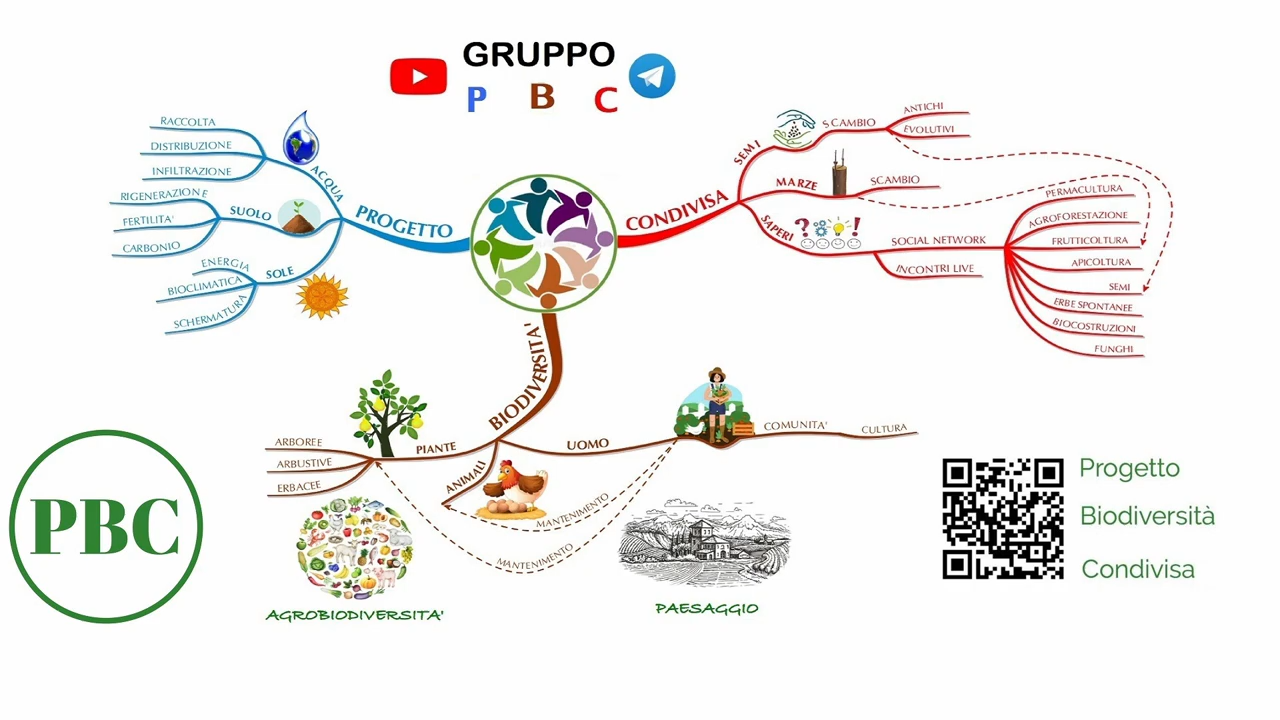 GRUPPO
P B C
PROGETTO
ACQUA
RACCOLTA
DISTRIBUZIONE
INFILTRAZIONE
SUOLO
RIGENERAZIONE
FERTILITA'
CARBONIO
SOLE
ENERGIA
BIOCLIMATICA
SCHERMATURA
CONDIVISA
SEMI
SCAMBIO
ANTICHI
EVOLUTIVI
MARZE
SCAMBIO
SAPERI
SOCIAL NETWORK
INCONTRI LIVE
PERMACULTURA
AGROFORESTAZIONE
FRUTTICOLTURA
APICOLTURA
SEMI
ERBE SPONTANEE
BIOCOSTRUZIONI
FUNGHI
BIODIVERSITA'
PIANTE
ARBOREE
ARBUSTIVE
ERBACEE
ANIMALI
UOMO
COMUNITA'
CULTURA
MANTENIMENTO
MANTENIMENTO
AGROBIODIVERSITA'
PAESAGGIO
PBC
Progetto
Biodiversità
Condivisa